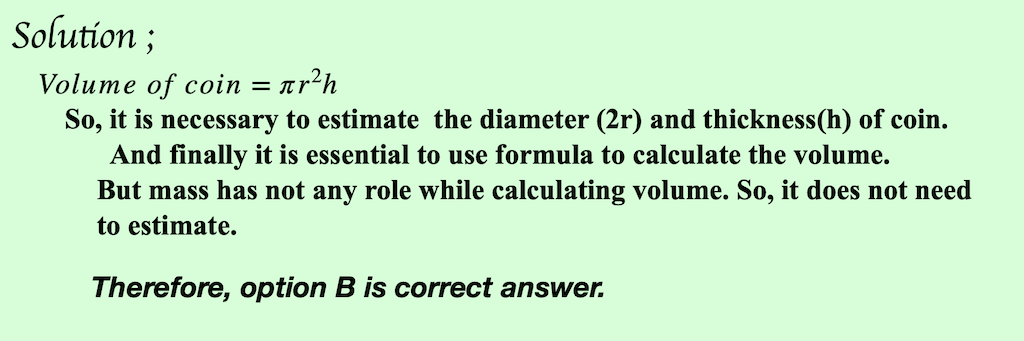 Solution ;
Volume of coin = πr²h
So, it is necessary to estimate the diameter (2r) and thickness(h) of coin.
And finally it is essential to use formula to calculate the volume.
But mass has not any role while calculating volume. So, it does not need
to estimate.
Therefore, option B is correct answer.